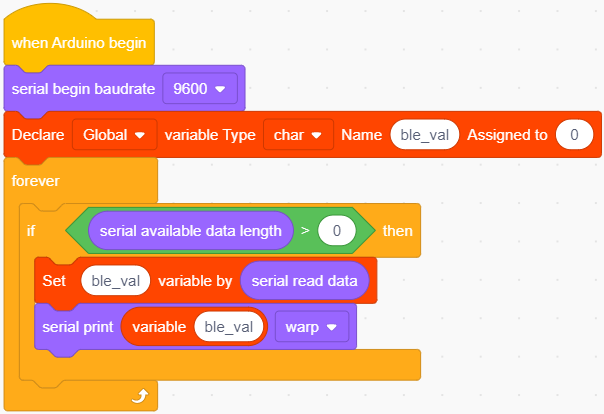 when Arduino begin
serial begin baudrate 9600
Declare Global variable Type char Name ble_val Assigned to 0
forever
if serial available data length > 0 then
Set ble_val variable by serial read data
serial print variable ble_val warp